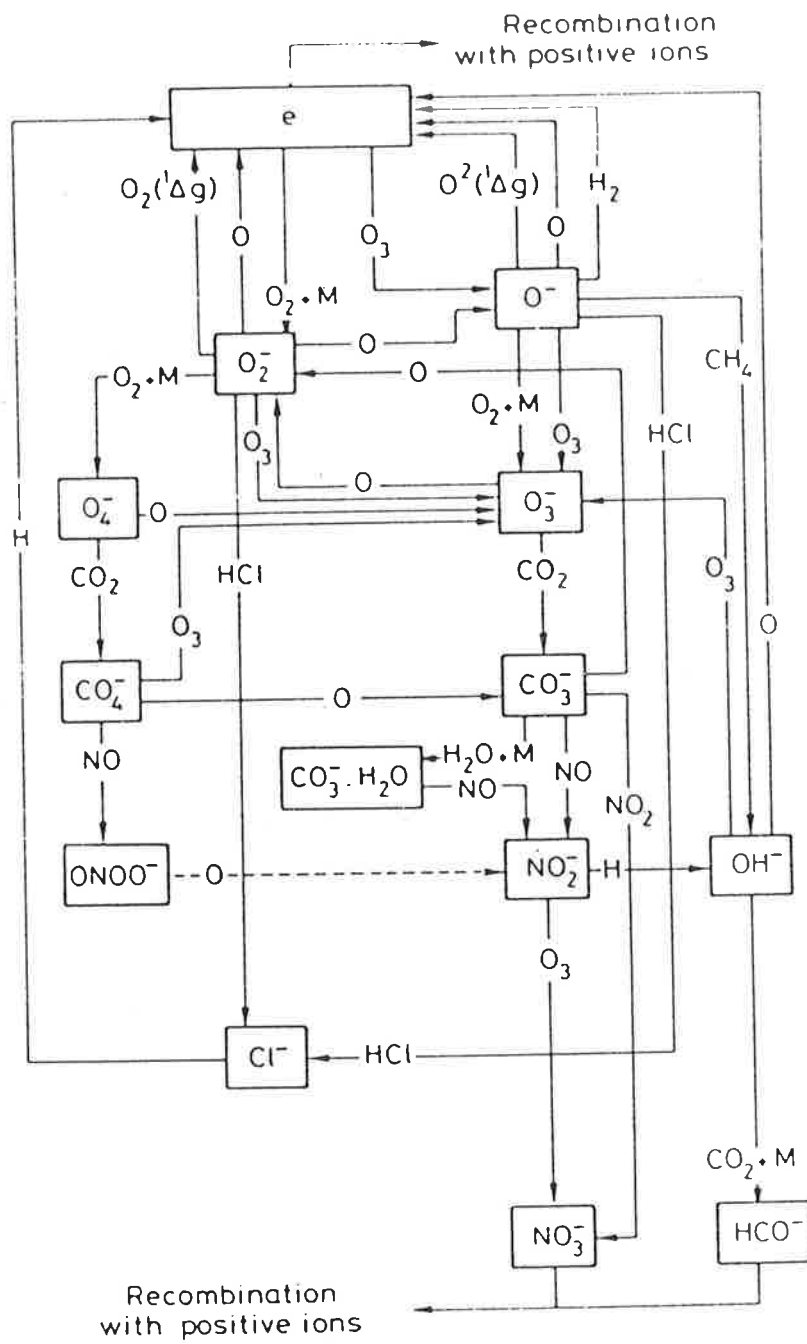 Recombination
with positive ions
e
O₂(¹Δg)
O
O₂·M
O₃
O²(¹Δg)
O
H₂
O⁻
O₂⁻
O
O₂·M
O
CH₄
O₂·M
O₃
O₃
HCl
O₄⁻
O
O
O₃⁻
H
CO₂
HCl
CO₂
O₃
O
O₃
CO₄⁻
O
CO₃⁻
NO
H₂O·M
CO₃⁻.H₂O
NO
NO
NO₂
ONOO⁻
O
NO₂⁻
H
OH⁻
O₃
Cl⁻
HCl
CO₂·M
NO₃⁻
HCO⁻
Recombination
with positive ions